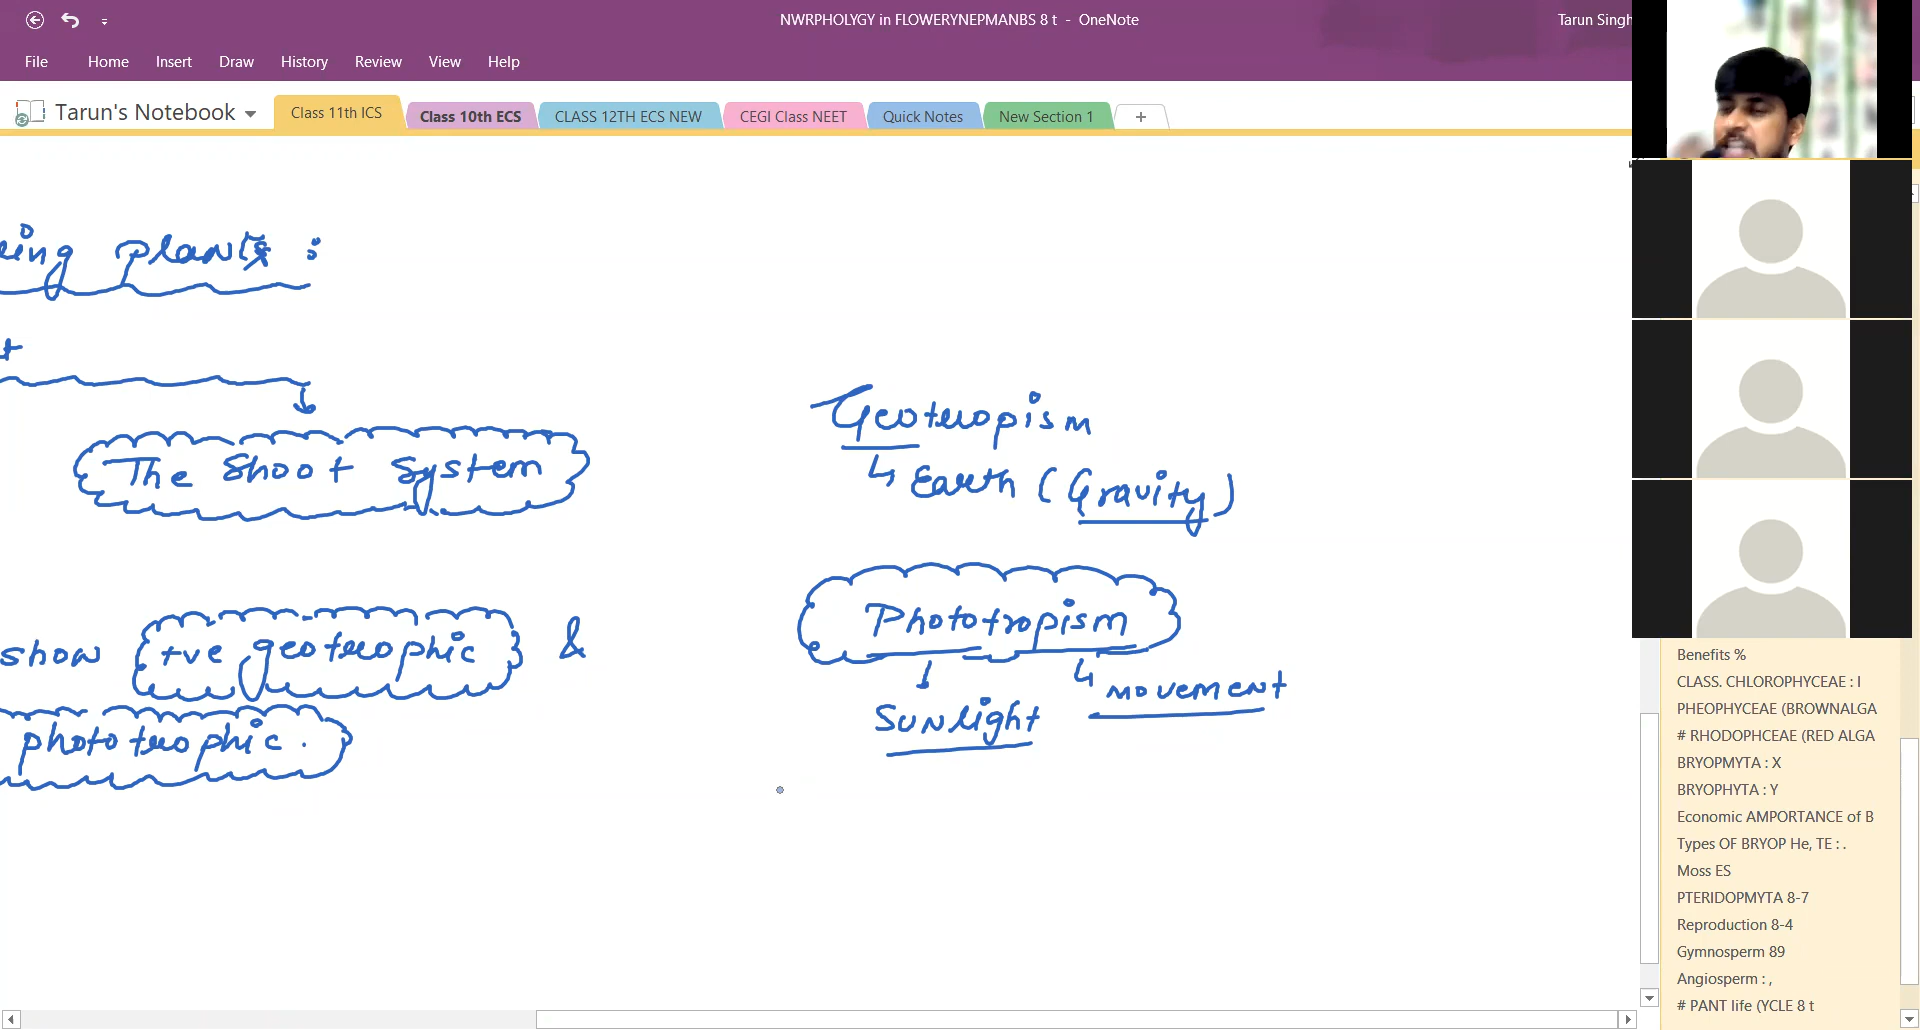 NWRPHOLYGY in FLOWERYNEPMANBS 8 t - OneNote
Tarun Singh
File Home Insert Draw History Review View Help
Tarun's Notebook
Class 11th ICS
Class 10th ECS
CLASS 12TH ECS NEW
CEGI Class NEET
Quick Notes
New Section 1
+
plants :
The Shoot System
show +ve geotrophic &
phototrophic.
Geotropism
↳ Earth (Gravity)
Phototropism
↓ ↳ movement
Sunlight
Benefits %
CLASS. CHLOROPHYCEAE : I
PHEOPHYCEAE (BROWNALGA
# RHODOPHCEAE (RED ALGA
BRYOPMYTA : X
BRYOPHYTA : Y
Economic AMPORTANCE of B
Types OF BRYOP He, TE : .
Moss ES
PTERIDOPMYTA 8-7
Reproduction 8-4
Gymnosperm 89
Angiosperm : ,
# PANT life (YCLE 8 t